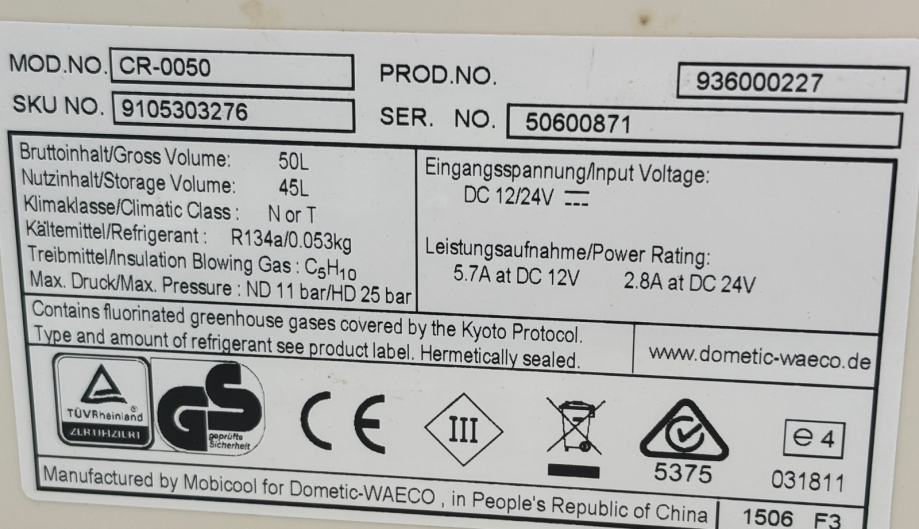 MOD.NO. CR-0050 PROD.NO. 936000227
SKU NO. 9105303276 SER. NO. 50600871
Bruttoinhalt/Gross Volume: 50L
Nutzinhalt/Storage Volume: 45L
Klimaklasse/Climatic Class : N or T
Kältemittel/Refrigerant : R134a/0.053kg
Treibmittel/Insulation Blowing Gas : C₅H₁₀
Max. Druck/Max. Pressure : ND 11 bar/HD 25 bar
Eingangsspannung/Input Voltage:
DC 12/24V
Leistungsaufnahme/Power Rating:
5.7A at DC 12V 2.8A at DC 24V
Contains fluorinated greenhouse gases covered by the Kyoto Protocol.
Type and amount of refrigerant see product label. Hermetically sealed.
www.dometic-waeco.de
TÜVRheinland®
ZERTIFIZIERT
GS
geprüfte
Sicherheit
CE
III
5375
e 4
031811
Manufactured by Mobicool for Dometic-WAECO , in People's Republic of China
1506 F3